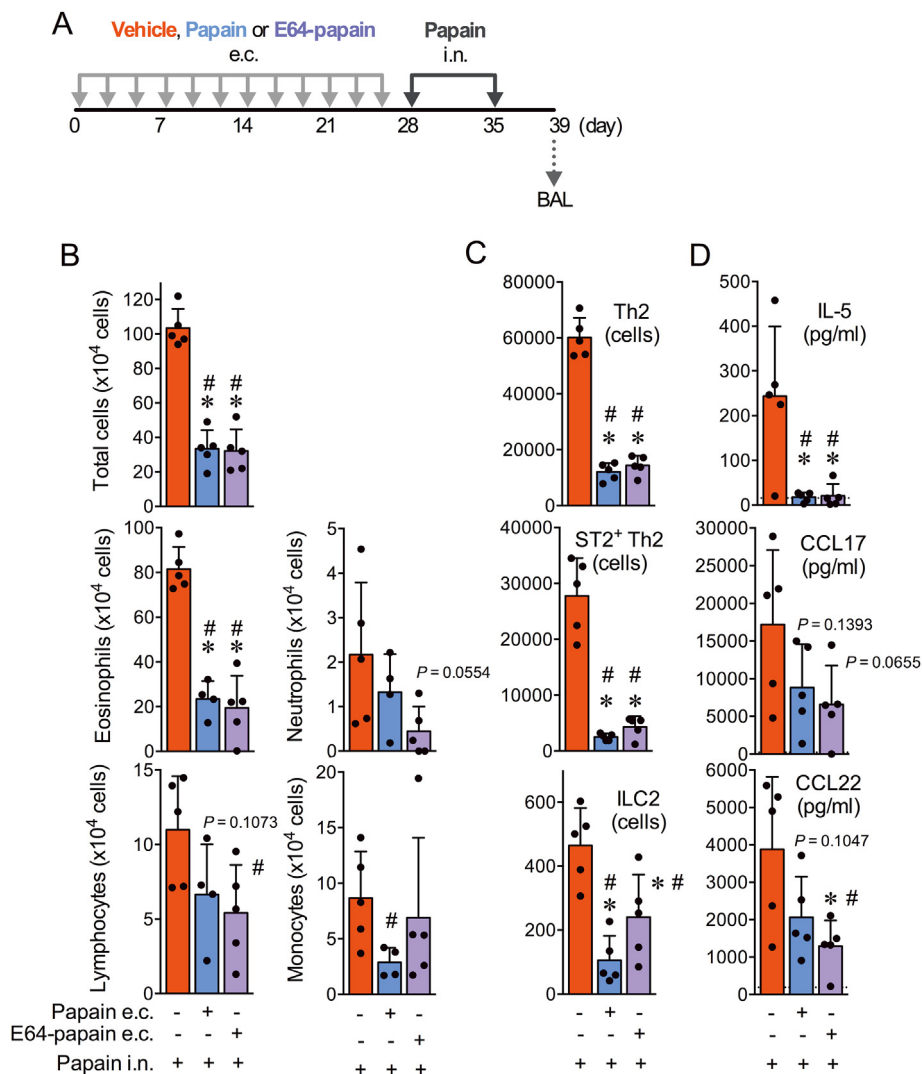 A
Vehicle, Papain or E64-papain
e.c.
Papain
i.n.
0 7 14 21 28 35 39 (day)
BAL
B
Total cells (x10⁴ cells)
120
100
80
60
40
20
0
#
*
#
*
Eosinophils (x10⁴ cells)
100
80
60
40
20
0
#
*
#
*
Neutrophils (x10⁴ cells)
5
4
3
2
1
0
P = 0.0554
Lymphocytes (x10⁴ cells)
15
10
5
0
P = 0.1073
#
Monocytes (x10⁴ cells)
20
15
10
5
0
#
C
Th2
(cells)
80000
60000
40000
20000
0
#
*
#
*
ST2⁺ Th2
(cells)
40000
30000
20000
10000
0
#
*
#
*
ILC2
(cells)
600
400
200
0
#
*
* #
D
IL-5
(pg/ml)
500
400
300
200
100
0
#
*
#
*
CCL17
(pg/ml)
30000
25000
20000
15000
10000
5000
0
P = 0.1393
P = 0.0655
CCL22
(pg/ml)
6000
5000
4000
3000
2000
1000
0
P = 0.1047
* #
Papain e.c. - + - - + - - + - - + -
E64-papain e.c. - - + - - + - - + - - +
Papain i.n. + + + + + + + + + + + +